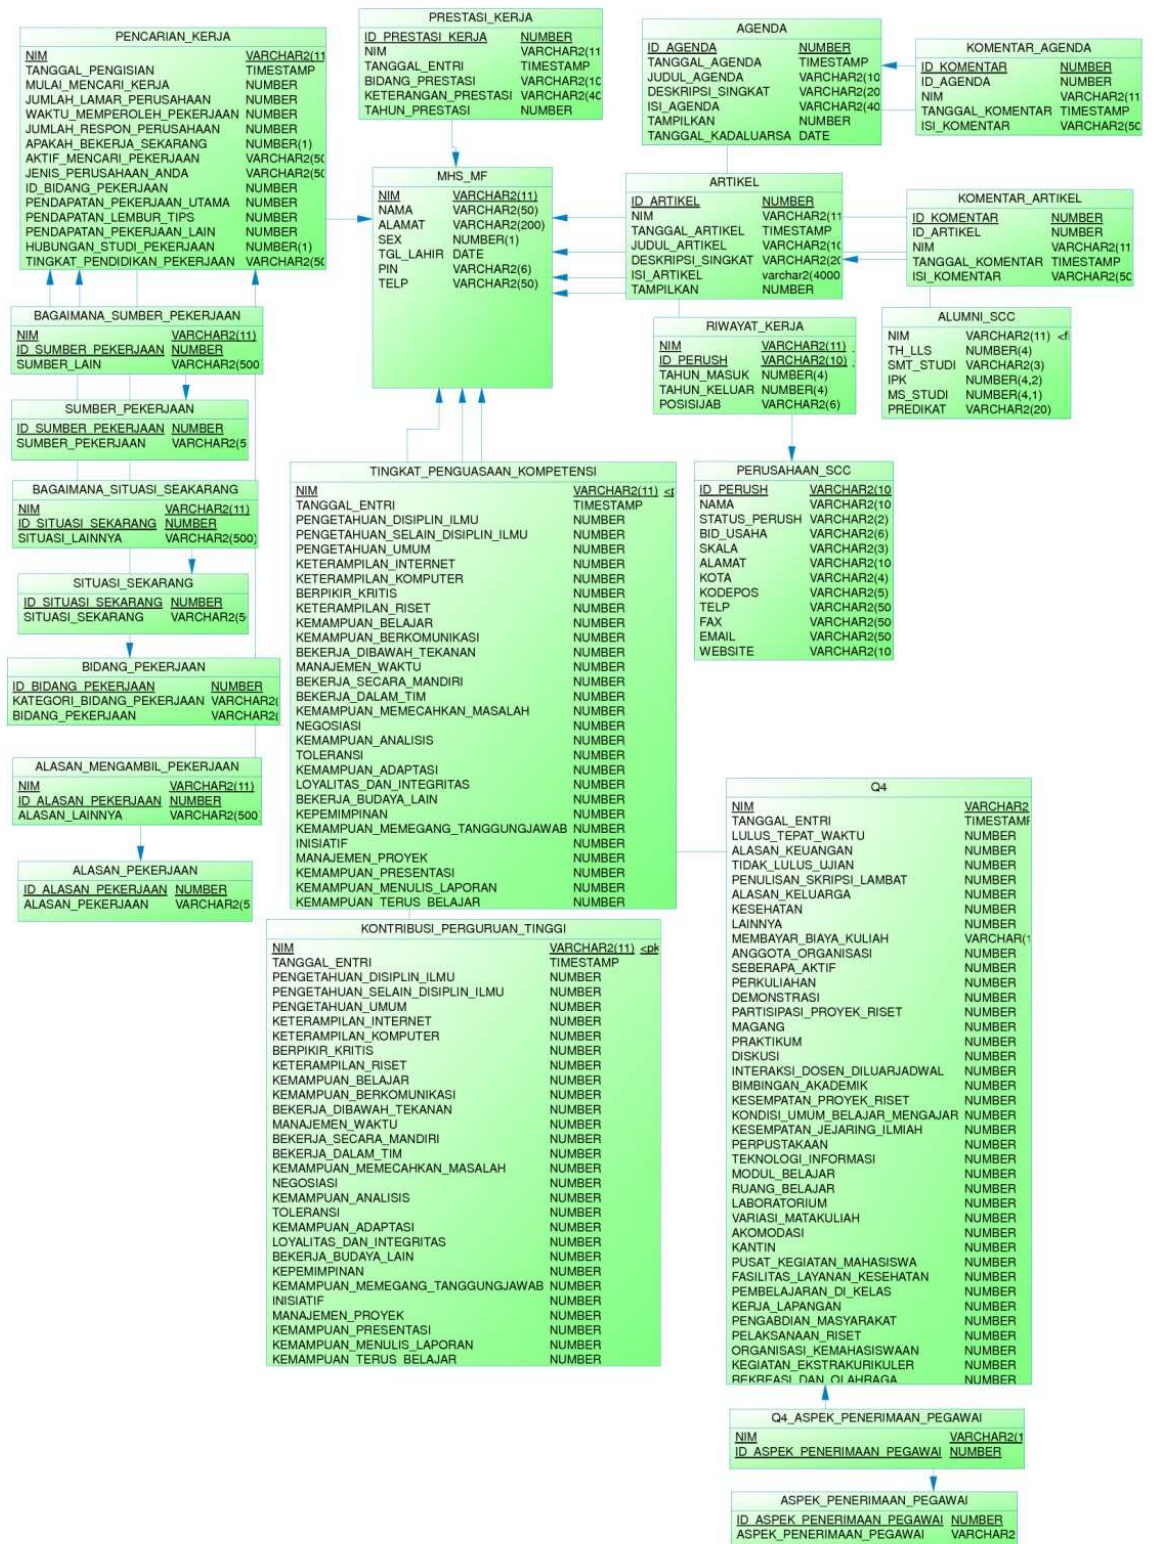 PENCARIAN_KERJA
NIM VARCHAR2(11
TANGGAL_PENGISIAN TIMESTAMP
MULAI_MENCARI_KERJA NUMBER
JUMLAH_LAMAR_PERUSAHAAN NUMBER
WAKTU_MEMPEROLEH_PEKERJAAN NUMBER
JUMLAH_RESPON_PERUSAHAAN NUMBER
APAKAH_BEKERJA_SEKARANG NUMBER(1)
AKTIF_MENCARI_PEKERJAAN VARCHAR2(50
JENIS_PERUSAHAAN_ANDA VARCHAR2(50
ID_BIDANG_PEKERJAAN NUMBER
PENDAPATAN_PEKERJAAN_UTAMA NUMBER
PENDAPATAN_LEMBUR_TIPS NUMBER
PENDAPATAN_PEKERJAAN_LAIN NUMBER
HUBUNGAN_STUDI_PEKERJAAN NUMBER(1)
TINGKAT_PENDIDIKAN_PEKERJAAN VARCHAR2(50
PRESTASI_KERJA
ID_PRESTASI_KERJA NUMBER
NIM VARCHAR2(11
TANGGAL_ENTRI TIMESTAMP
BIDANG_PRESTASI VARCHAR2(10
KETERANGAN_PRESTASI VARCHAR2(40
TAHUN_PRESTASI NUMBER
AGENDA
ID_AGENDA NUMBER
TANGGAL_AGENDA TIMESTAMP
JUDUL_AGENDA VARCHAR2(10
DESKRIPSI_SINGKAT VARCHAR2(20
ISI_AGENDA VARCHAR2(40
TAMPILKAN NUMBER
TANGGAL_KADALUARSA DATE
KOMENTAR_AGENDA
ID_KOMENTAR NUMBER
ID_AGENDA NUMBER
NIM VARCHAR2(11
TANGGAL_KOMENTAR TIMESTAMP
ISI_KOMENTAR VARCHAR2(50
MHS_MF
NIM VARCHAR2(11)
NAMA VARCHAR2(50)
ALAMAT VARCHAR2(200)
SEX NUMBER(1)
TGL_LAHIR DATE
PIN VARCHAR2(6)
TELP VARCHAR2(50)
ARTIKEL
ID_ARTIKEL NUMBER
NIM VARCHAR2(11
TANGGAL_ARTIKEL TIMESTAMP
JUDUL_ARTIKEL VARCHAR2(10
DESKRIPSI_SINGKAT VARCHAR2(20
ISI_ARTIKEL varchar2(4000
TAMPILKAN NUMBER
KOMENTAR_ARTIKEL
ID_KOMENTAR NUMBER
ID_ARTIKEL NUMBER
NIM VARCHAR2(11
TANGGAL_KOMENTAR TIMESTAMP
ISI_KOMENTAR VARCHAR2(50
BAGAIMANA_SUMBER_PEKERJAAN
NIM VARCHAR2(11)
ID_SUMBER_PEKERJAAN NUMBER
SUMBER_LAIN VARCHAR2(500
RIWAYAT_KERJA
NIM VARCHAR2(11)
ID_PERUSH VARCHAR2(10)
TAHUN_MASUK NUMBER(4)
TAHUN_KELUAR NUMBER(4)
POSISIJAB VARCHAR2(6)
ALUMNI_SCC
NIM VARCHAR2(11) <f
TH_LLS NUMBER(4)
SMT_STUDI VARCHAR2(3)
IPK NUMBER(4,2)
MS_STUDI NUMBER(4,1)
PREDIKAT VARCHAR2(20)
SUMBER_PEKERJAAN
ID_SUMBER_PEKERJAAN NUMBER
SUMBER_PEKERJAAN VARCHAR2(5
BAGAIMANA_SITUASI_SEAKARANG
NIM VARCHAR2(11)
ID_SITUASI_SEKARANG NUMBER
SITUASI_LAINNYA VARCHAR2(500)
SITUASI_SEKARANG
ID_SITUASI_SEKARANG NUMBER
SITUASI_SEKARANG VARCHAR2(5
BIDANG_PEKERJAAN
ID_BIDANG_PEKERJAAN NUMBER
KATEGORI_BIDANG_PEKERJAAN VARCHAR2(
BIDANG_PEKERJAAN VARCHAR2(
ALASAN_MENGAMBIL_PEKERJAAN
NIM VARCHAR2(11)
ID_ALASAN_PEKERJAAN NUMBER
ALASAN_LAINNYA VARCHAR2(500
ALASAN_PEKERJAAN
ID_ALASAN_PEKERJAAN NUMBER
ALASAN_PEKERJAAN VARCHAR2(5
TINGKAT_PENGUASAAN_KOMPETENSI
NIM VARCHAR2(11) <p
TANGGAL_ENTRI TIMESTAMP
PENGETAHUAN_DISIPLIN_ILMU NUMBER
PENGETAHUAN_SELAIN_DISIPLIN_ILMU NUMBER
PENGETAHUAN_UMUM NUMBER
KETERAMPILAN_INTERNET NUMBER
KETERAMPILAN_KOMPUTER NUMBER
BERPIKIR_KRITIS NUMBER
KETERAMPILAN_RISET NUMBER
KEMAMPUAN_BELAJAR NUMBER
KEMAMPUAN_BERKOMUNIKASI NUMBER
BEKERJA_DIBAWAH_TEKANAN NUMBER
MANAJEMEN_WAKTU NUMBER
BEKERJA_SECARA_MANDIRI NUMBER
BEKERJA_DALAM_TIM NUMBER
KEMAMPUAN_MEMECAHKAN_MASALAH NUMBER
NEGOSIASI NUMBER
KEMAMPUAN_ANALISIS NUMBER
TOLERANSI NUMBER
KEMAMPUAN_ADAPTASI NUMBER
LOYALITAS_DAN_INTEGRITAS NUMBER
BEKERJA_BUDAYA_LAIN NUMBER
KEPEMIMPINAN NUMBER
KEMAMPUAN_MEMEGANG_TANGGUNGJAWAB NUMBER
INISIATIF NUMBER
MANAJEMEN_PROYEK NUMBER
KEMAMPUAN_PRESENTASI NUMBER
KEMAMPUAN_MENULIS_LAPORAN NUMBER
KEMAMPUAN_TERUS_BELAJAR NUMBER
PERUSAHAAN_SCC
ID_PERUSH VARCHAR2(10
NAMA VARCHAR2(10
STATUS_PERUSH VARCHAR2(2)
BID_USAHA VARCHAR2(6)
SKALA VARCHAR2(3)
ALAMAT VARCHAR2(10
KOTA VARCHAR2(4)
KODEPOS VARCHAR2(5)
TELP VARCHAR2(50
FAX VARCHAR2(50
EMAIL VARCHAR2(50
WEBSITE VARCHAR2(10
KONTRIBUSI_PERGURUAN_TINGGI
NIM VARCHAR2(11) <pk
TANGGAL_ENTRI TIMESTAMP
PENGETAHUAN_DISIPLIN_ILMU NUMBER
PENGETAHUAN_SELAIN_DISIPLIN_ILMU NUMBER
PENGETAHUAN_UMUM NUMBER
KETERAMPILAN_INTERNET NUMBER
KETERAMPILAN_KOMPUTER NUMBER
BERPIKIR_KRITIS NUMBER
KETERAMPILAN_RISET NUMBER
KEMAMPUAN_BELAJAR NUMBER
KEMAMPUAN_BERKOMUNIKASI NUMBER
BEKERJA_DIBAWAH_TEKANAN NUMBER
MANAJEMEN_WAKTU NUMBER
BEKERJA_SECARA_MANDIRI NUMBER
BEKERJA_DALAM_TIM NUMBER
KEMAMPUAN_MEMECAHKAN_MASALAH NUMBER
NEGOSIASI NUMBER
KEMAMPUAN_ANALISIS NUMBER
TOLERANSI NUMBER
KEMAMPUAN_ADAPTASI NUMBER
LOYALITAS_DAN_INTEGRITAS NUMBER
BEKERJA_BUDAYA_LAIN NUMBER
KEPEMIMPINAN NUMBER
KEMAMPUAN_MEMEGANG_TANGGUNGJAWAB NUMBER
INISIATIF NUMBER
MANAJEMEN_PROYEK NUMBER
KEMAMPUAN_PRESENTASI NUMBER
KEMAMPUAN_MENULIS_LAPORAN NUMBER
KEMAMPUAN_TERUS_BELAJAR NUMBER
Q4
NIM VARCHAR2
TANGGAL_ENTRI TIMESTAMP
LULUS_TEPAT_WAKTU NUMBER
ALASAN_KEUANGAN NUMBER
TIDAK_LULUS_UJIAN NUMBER
PENULISAN_SKRIPSI_LAMBAT NUMBER
ALASAN_KELUARGA NUMBER
KESEHATAN NUMBER
LAINNYA NUMBER
MEMBAYAR_BIAYA_KULIAH VARCHAR(1
ANGGOTA_ORGANISASI NUMBER
SEBERAPA_AKTIF NUMBER
PERKULIAHAN NUMBER
DEMONSTRASI NUMBER
PARTISIPASI_PROYEK_RISET NUMBER
MAGANG NUMBER
PRAKTIKUM NUMBER
DISKUSI NUMBER
INTERAKSI_DOSEN_DILUARJADWAL NUMBER
BIMBINGAN_AKADEMIK NUMBER
KESEMPATAN_PROYEK_RISET NUMBER
KONDISI_UMUM_BELAJAR_MENGAJAR NUMBER
KESEMPATAN_JEJARING_ILMIAH NUMBER
PERPUSTAKAAN NUMBER
TEKNOLOGI_INFORMASI NUMBER
MODUL_BELAJAR NUMBER
RUANG_BELAJAR NUMBER
LABORATORIUM NUMBER
VARIASI_MATAKULIAH NUMBER
AKOMODASI NUMBER
KANTIN NUMBER
PUSAT_KEGIATAN_MAHASISWA NUMBER
FASILITAS_LAYANAN_KESEHATAN NUMBER
PEMBELAJARAN_DI_KELAS NUMBER
KERJA_LAPANGAN NUMBER
PENGABDIAN_MASYARAKAT NUMBER
PELAKSANAAN_RISET NUMBER
ORGANISASI_KEMAHASISWAAN NUMBER
KEGIATAN_EKSTRAKURIKULER NUMBER
REKREASI_DAN_OLAHRAGA NUMBER
Q4_ASPEK_PENERIMAAN_PEGAWAI
NIM VARCHAR2(1
ID_ASPEK_PENERIMAAN_PEGAWAI NUMBER
ASPEK_PENERIMAAN_PEGAWAI
ID_ASPEK_PENERIMAAN_PEGAWAI NUMBER
ASPEK_PENERIMAAN_PEGAWAI VARCHAR2